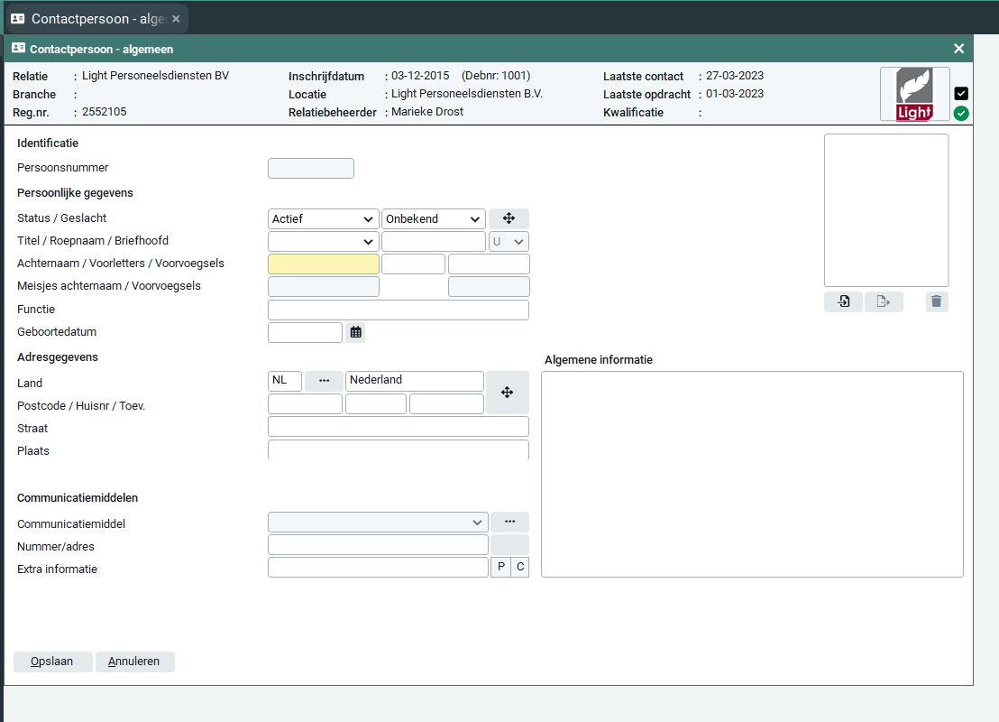 Contactpersoon - alge
Contactpersoon - algemeen
Relatie : Light Personeelsdiensten BV Inschrijfdatum : 03-12-2015 (Debnr: 1001) Laatste contact : 27-03-2023
Branche : Locatie : Light Personeelsdiensten B.V. Laatste opdracht : 01-03-2023
Reg.nr. : 2552105 Relatiebeheerder : Marieke Drost Kwalificatie :
Light
Identificatie
Persoonsnummer
Persoonlijke gegevens
Status / Geslacht Actief Onbekend
Titel / Roepnaam / Briefhoofd U
Achternaam / Voorletters / Voorvoegsels
Meisjes achternaam / Voorvoegsels
Functie
Geboortedatum
Adresgegevens
Algemene informatie
Land NL ... Nederland
Postcode / Huisnr / Toev.
Straat
Plaats
Communicatiemiddelen
Communicatiemiddel ...
Nummer/adres
Extra informatie P C
Opslaan Annuleren